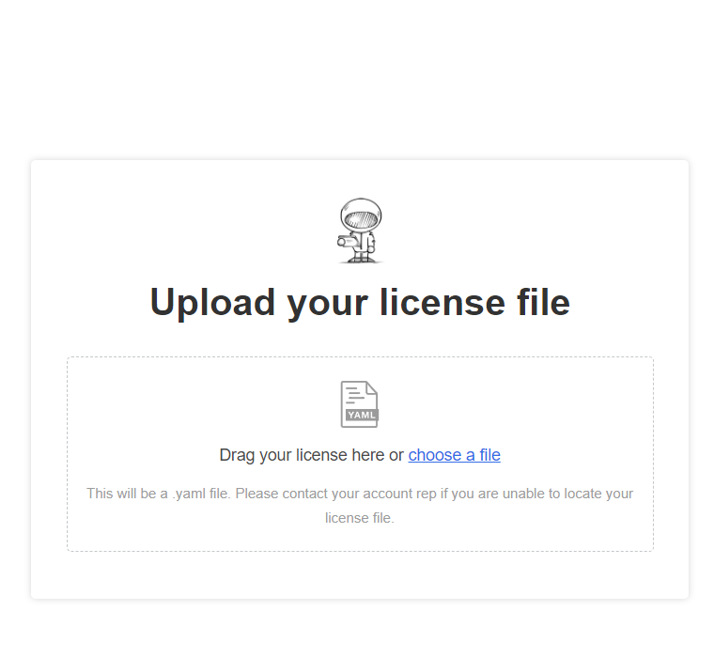 Upload your license file
YAML
Drag your license here or choose a file
This will be a .yaml file. Please contact your account rep if you are unable to locate your
license file.